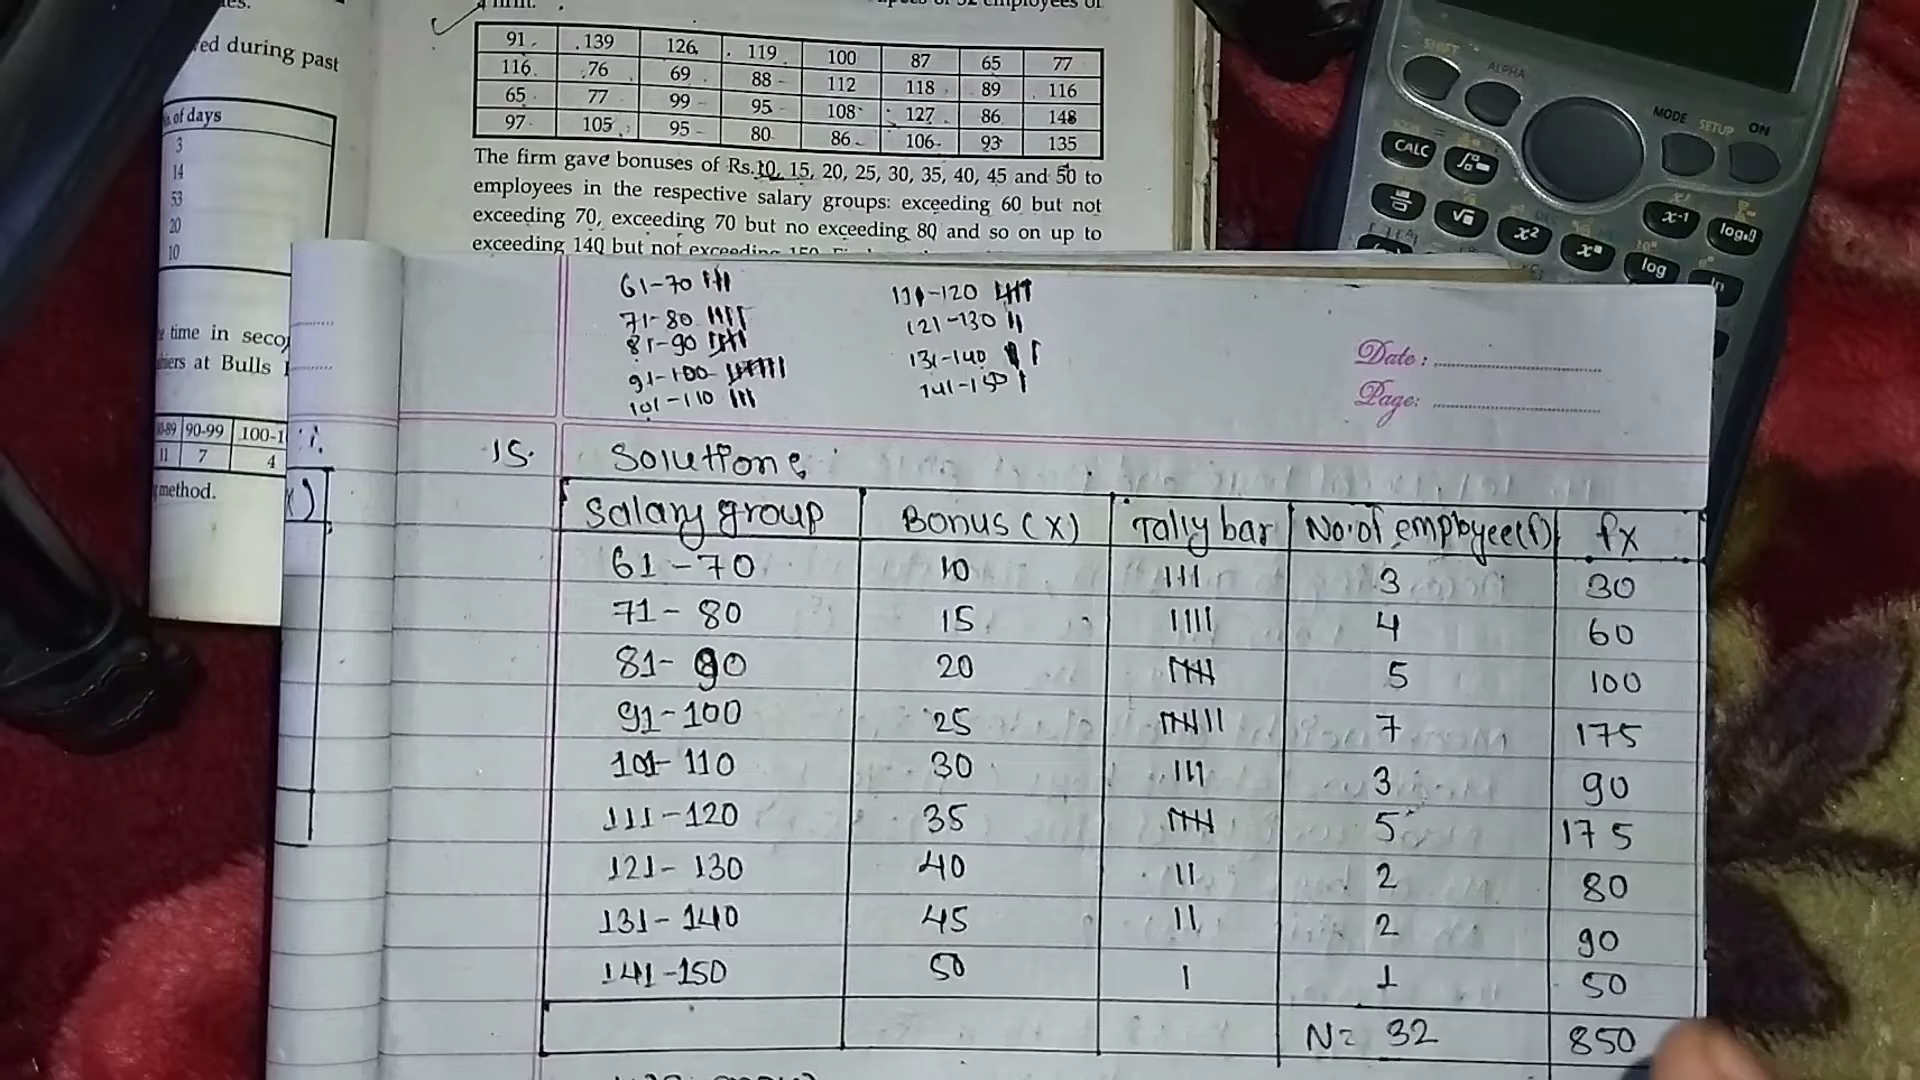 a firm.
employees of
91 139 126 119 100 87 65 77
116 76 69 88 112 118 89 116
65 77 99 95 108 127 86 148
97 105 95 80 86 106 93 135
The firm gave bonuses of Rs.10, 15, 20, 25, 30, 35, 40, 45 and 50 to
employees in the respective salary groups: exceeding 60 but not
exceeding 70, exceeding 70 but no exceeding 80 and so on up to
exceeding 140 but not exceeding 150.
during past
of days
3
14
53
20
10
time in
at Bulls
90-99
11 7 4
method.
SHIFT ALPHA MODE SETUP ON
CALC
x² log
61-70 |||
71-80 ||||
81-90 ||||
91-100
101-110 |||
111-120
121-130 ||
131-140
141-150 |
Date :
Page:
15. Solution :
Salary group Bonus (x) Tally bar No. of employee(f) fx
61-70 10 ||| 3 30
71-80 15 |||| 4 60
81-90 20 5 100
91-100 25 7 175
101-110 30 ||| 3 90
111-120 35 5 175
121-130 40 || 2 80
131-140 45 || 2 90
141-150 50 | 1 50
N= 32 850